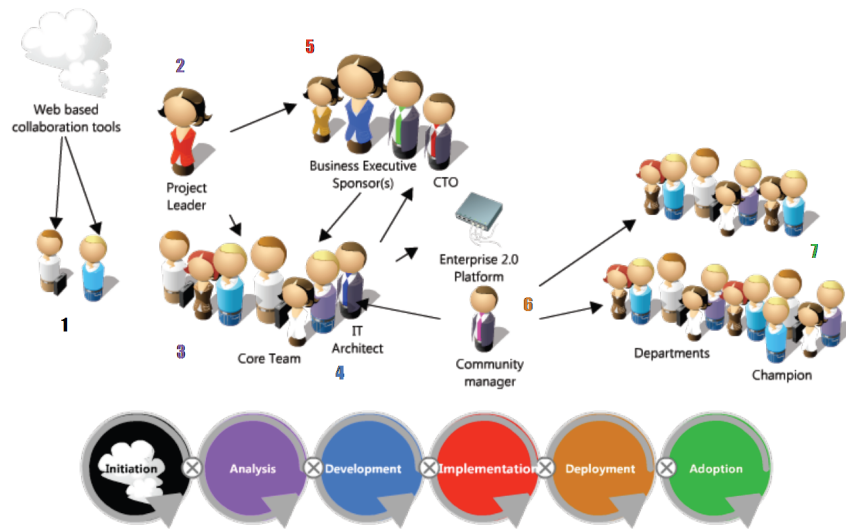 5
2
Web based
collaboration tools
Project
Leader
Business Executive
Sponsor(s)
CTO
Enterprise 2.0
Platform
7
6
1
3
Core Team
IT
Architect
4
Community
manager
Departments
Champion
Initiation
Analysis
Development
Implementation
Deployment
Adoption